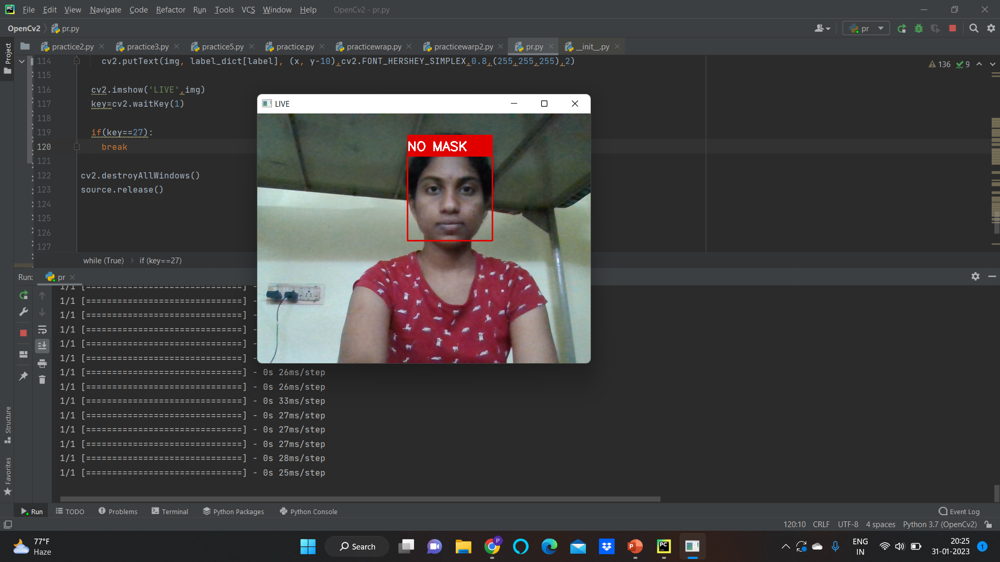 File Edit View Navigate Code Refactor Run Tools VCS Window Help OpenCv2 - pr.py
OpenCv2 pr.py pr
Project practice2.py practice3.py practice5.py practice.py practicewrap.py practicewarp2.py pr.py __init__.py
114 cv2.putText(img, label_dict[label], (x, y-10),cv2.FONT_HERSHEY_SIMPLEX,0.8,(255,255,255),2)
136 9
115
116 cv2.imshow('LIVE',img)
117 key=cv2.waitKey(1)
118
119 if(key==27):
120 break
121
122 cv2.destroyAllWindows()
123 source.release()
124
125
126
127
while (True) if (key==27)
LIVE
NO MASK
Run: pr
1/1 [==============================] -
1/1 [==============================] -
1/1 [==============================] -
1/1 [==============================] -
1/1 [==============================] -
1/1 [==============================] -
1/1 [==============================] - 0s 26ms/step
1/1 [==============================] - 0s 26ms/step
1/1 [==============================] - 0s 33ms/step
1/1 [==============================] - 0s 27ms/step
1/1 [==============================] - 0s 27ms/step
1/1 [==============================] - 0s 27ms/step
1/1 [==============================] - 0s 28ms/step
1/1 [==============================] - 0s 25ms/step
Structure
Favorites
Run TODO Problems Terminal Python Packages Python Console Event Log
120:10 CRLF UTF-8 4 spaces Python 3.7 (OpenCv2)
77°F
Haze
Search
P
P
PC
ENG
IN
20:25
31-01-2023
1